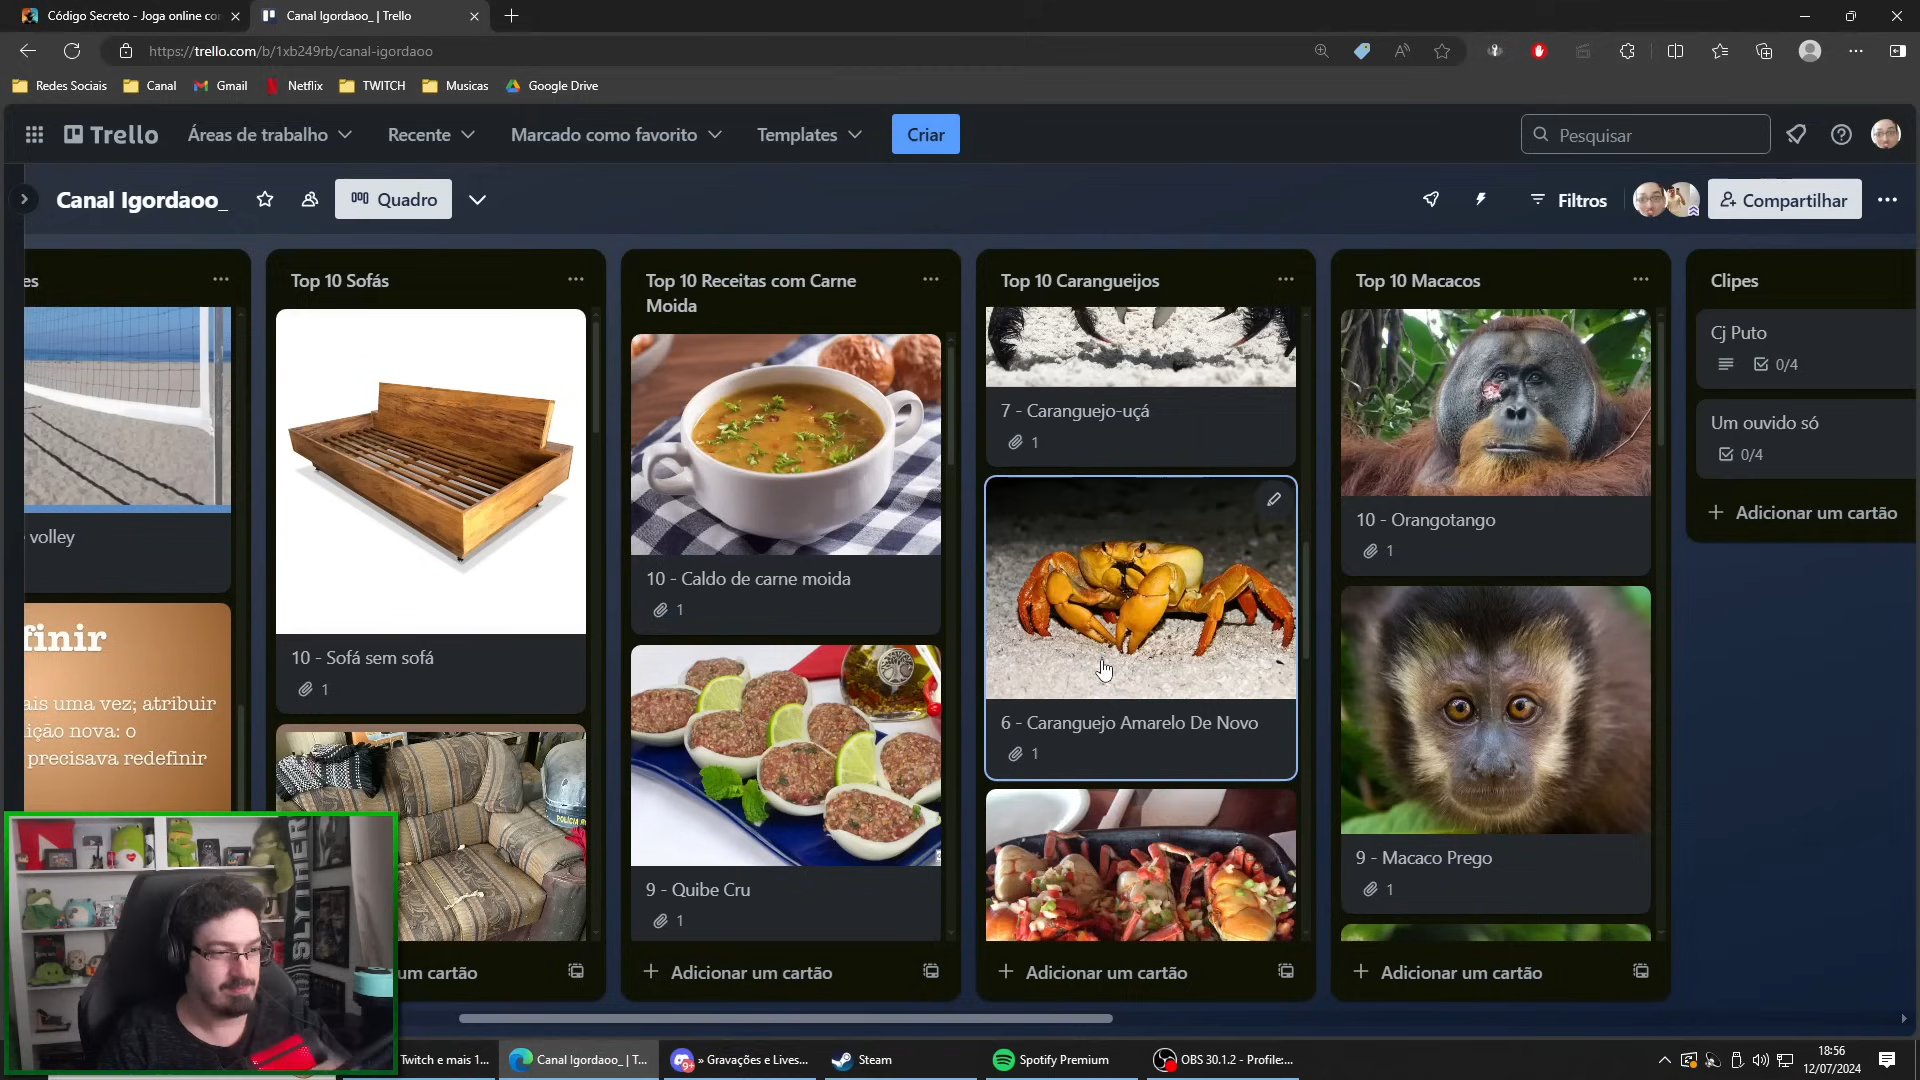 Código Secreto - Joga online co
Canal Igordaoo_ | Trello
https://trello.com/b/1xb249rb/canal-igordaoo
Redes Sociais
Canal
Gmail
Netflix
TWITCH
Musicas
Google Drive
Trello
Áreas de trabalho
Recente
Marcado como favorito
Templates
Criar
Pesquisar
Canal Igordaoo_
Quadro
Filtros
Compartilhar
es
volley
finir
ais uma vez; atribuir
ição nova: o
precisava redefinir
Top 10 Sofás
10 - Sofá sem sofá
1
um cartão
Top 10 Receitas com Carne
Moida
10 - Caldo de carne moida
1
9 - Quibe Cru
1
Adicionar um cartão
Top 10 Carangueijos
7 - Caranguejo-uçá
1
6 - Caranguejo Amarelo De Novo
1
Adicionar um cartão
Top 10 Macacos
10 - Orangotango
1
9 - Macaco Prego
1
Adicionar um cartão
Clipes
Cj Puto
0/4
Um ouvido só
0/4
Adicionar um cartão
SLYTHER
Twitch e mais 1...
Canal Igordaoo_ | T...
9+
» Gravações e Lives...
Steam
Spotify Premium
OBS 30.1.2 - Profile:...
18:56
12/07/2024